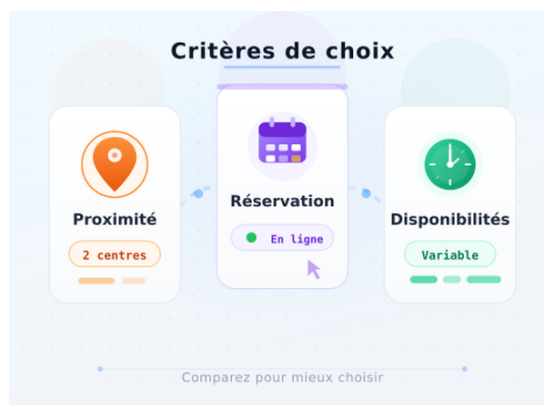 Critères de choix
Proximité
2 centres
Réservation
En ligne
Disponibilités
Variable
Comparez pour mieux choisir